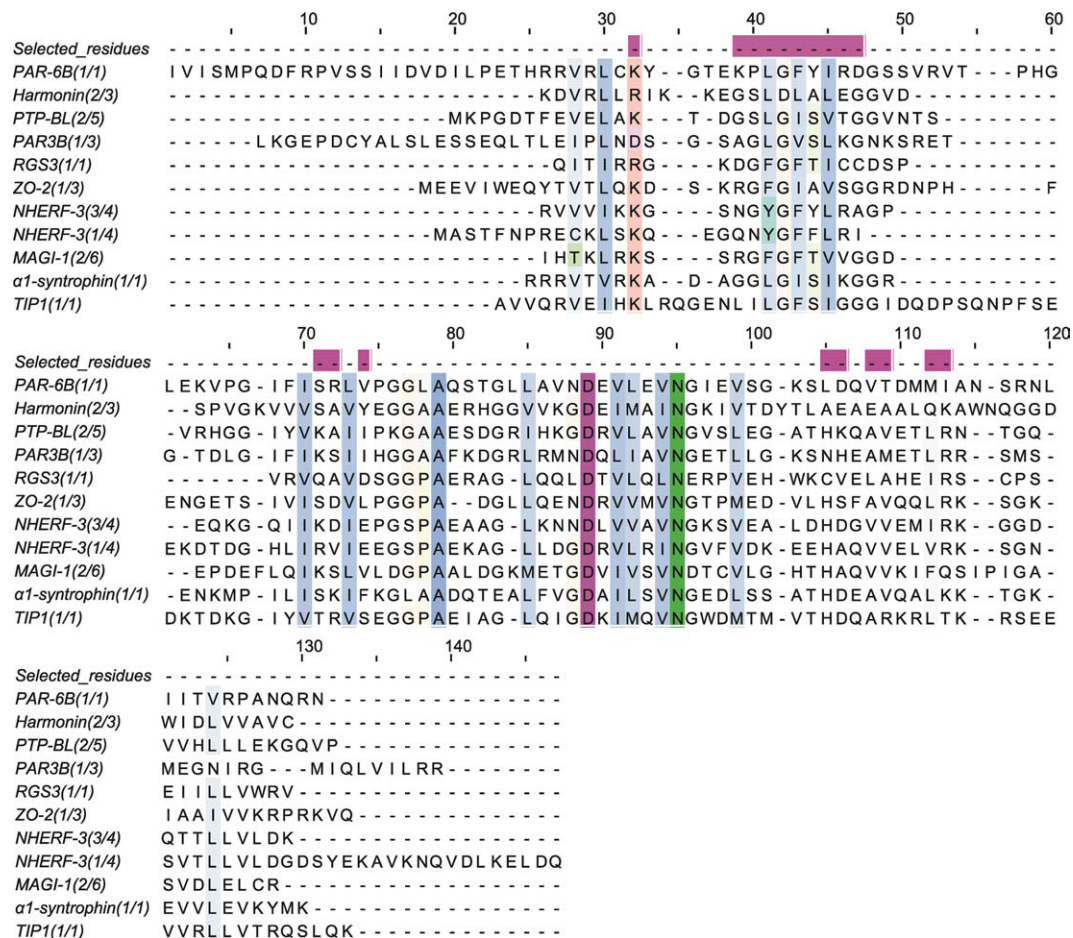 10 20 30 40 50 60
Selected_residues ------------------------------------------------------------
PAR-6B(1/1) IVISMPQDFRPVSSIIDVDILPETHRRVRLCKY--GTEKPLGFYIRDGSSVRVT---PHG
Harmonin(2/3) -------------------------KDVRLLRIK--KEGSLDLALEGGVD----------
PTP-BL(2/5) -------------------MKPGDTFEVELAK---T-DGSLGISVTGGVNTS--------
PAR3B(1/3) ------LKGEPDCYALSLESSEQLTLEIPLNDS--G-SAGLGVSLKGNKSRET-------
RGS3(1/1) --------------------------QITIRRG----KDGFGFTICCDSP----------
ZO-2(1/3) -----------------MEEVIWEQYTVTLQKD--S-KRGFGIAVSGGRDNPH------F
NHERF-3(3/4) -------------------------RVVVIKKG----SNGYGFYLRAGP-----------
NHERF-3(1/4) ------------------MASTFNPRECKLSKQ---EGQNYGFFLRI-------------
MAGI-1(2/6) -------------------------IHTKLRKS----SRGFGFTVVGGD-----------
α1-syntrophin(1/1) ------------------------RRRVTVRKA--D-AGGLGISIKGGR-----------
TIP1(1/1) ----------------------AVVQRVEIHKLRQGENLILGFSIGGGIDQDPSQNPFSE
70 80 90 100 110 120
Selected_residues ------------------------------------------------------------
PAR-6B(1/1) LEKVPG-IFISRLVPGGLAQSTGLLAVNDEVLEVNGIEVSG-KSLDQVTDMMIAN-SRNL
Harmonin(2/3) --SPVGKVVVSAVYEGGAAERHGGVVKGDEIMAINGKIVTDYTLAEAEAALQKAWNQGGD
PTP-BL(2/5) -VRHGG-IYVKAIIPKGAAESDGRIHKGDRVLAVNGVSLEG-ATHKQAVETLRN--TGQ-
PAR3B(1/3) G-TDLG-IFIKSIIHGGAAFKDGRLRMNDQLIAVNGETLLG-KSNHEAMETLRR--SMS-
RGS3(1/1) ------VRVQAVDSGGPAERAG-LQQLDTVLQLNERPVEH-WKCVELAHEIRS--CPS-
ZO-2(1/3) ENGETS-IVISDVLPGGPA--DGLLQENDRVVMVNGTPMED-VLHSFAVQQLRK--SGK-
NHERF-3(3/4) --EQKG-QIIKDIEPGSPAEAAG-LKNNDLVVAVNGKSVEA-LDHDGVVEMIRK--GGD-
NHERF-3(1/4) EKDTDG-HLIRVIEEGSPAEKAG-LLDGDRVLRINGVFVDK-EEHAQVVELVRK--SGN-
MAGI-1(2/6) --EPDEFLQIKSLVLDGPAALDGKMETGDVIVSVNDTCVLG-HTHAQVVKIFQSIPIGA-
α1-syntrophin(1/1) -ENKMP-ILISKIFKGLAADQTEALFVGDAILSVNGEDLSS-ATHDEAVQALKK--TGK-
TIP1(1/1) DKTDKG-IYVTRVSEGGPAEIAG-LQIGDKIMQVNGWDMTM-VTHDQARKRLTK--RSEE
130 140
Selected_residues ---------------------------
PAR-6B(1/1) IITVRPANQRN----------------
Harmonin(2/3) WIDLVVAVC------------------
PTP-BL(2/5) VVHLLLEKGQVP---------------
PAR3B(1/3) MEGNIRG---MIQLVILRR--------
RGS3(1/1) EIILLVWRV------------------
ZO-2(1/3) IAAIVVKRPRKVQ--------------
NHERF-3(3/4) QTTLLVLDK------------------
NHERF-3(1/4) SVTLLVLDGDSYEKAVKNQVDLKELDQ
MAGI-1(2/6) SVDLELCR-------------------
α1-syntrophin(1/1) EVVLEVKYMK-----------------
TIP1(1/1) VVRLLVTRQSLQK--------------